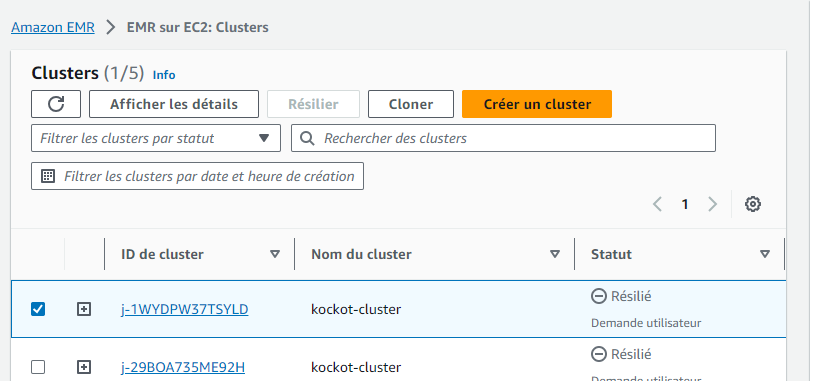 Amazon EMR > EMR sur EC2: Clusters
Clusters (1/5) Info
Afficher les détails Résilier Cloner Créer un cluster
Filtrer les clusters par statut Rechercher des clusters
Filtrer les clusters par date et heure de création
1
ID de cluster Nom du cluster Statut
j-1WYDPW37TSYLD kockot-cluster Résilié
Demande utilisateur
j-29BOA735ME92H kockot-cluster Résilié
Demande utilisateur